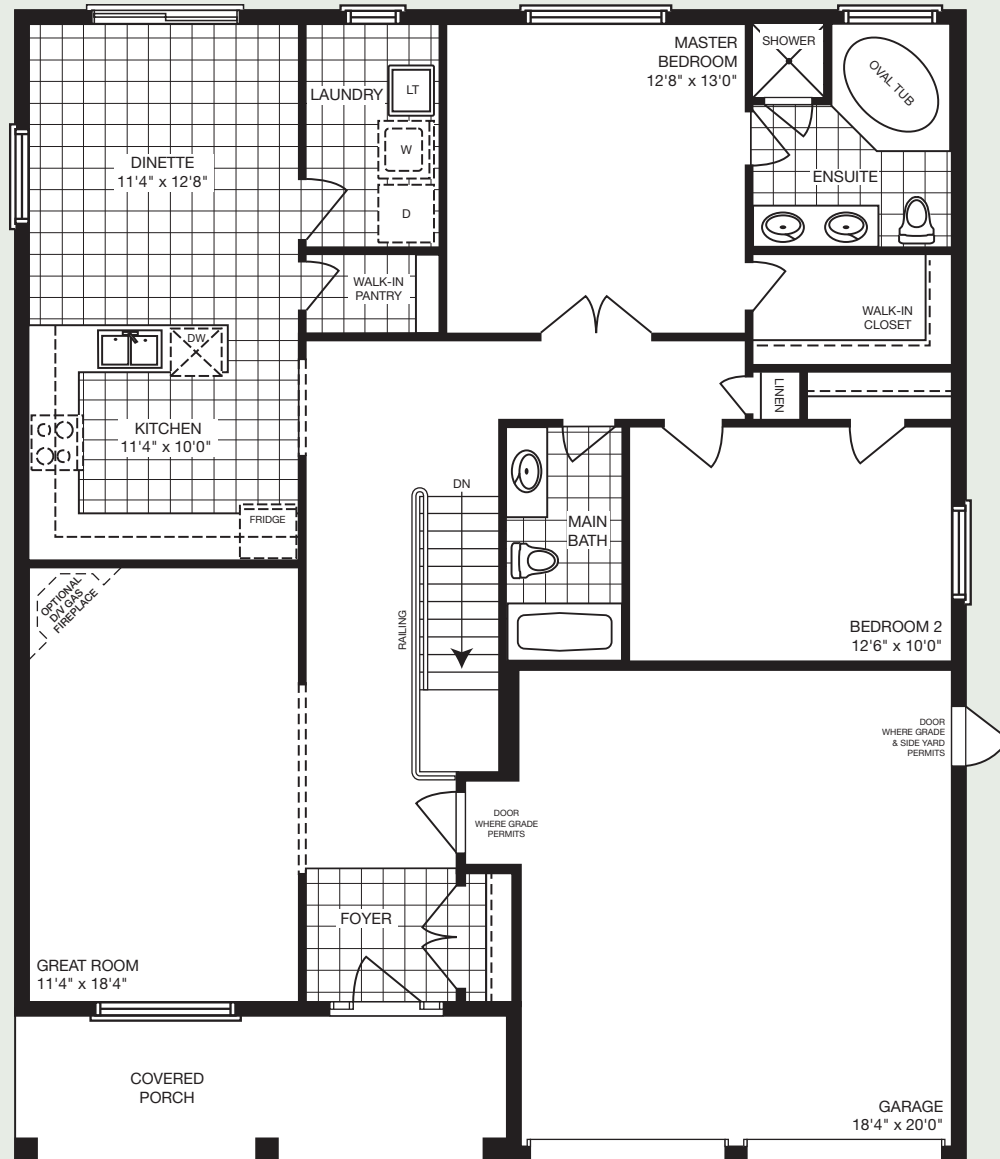 MASTER
BEDROOM
12'8" x 13'0"
SHOWER
OVAL TUB
LAUNDRY
LT
W
D
DINETTE
11'4" x 12'8"
ENSUITE
WALK-IN
PANTRY
WALK-IN
CLOSET
DW
LINEN
KITCHEN
11'4" x 10'0"
FRIDGE
DN
MAIN
BATH
OPTIONAL
D/V GAS
FIREPLACE
RAILING
BEDROOM 2
12'6" x 10'0"
DOOR
WHERE GRADE
& SIDE YARD
PERMITS
DOOR
WHERE GRADE
PERMITS
FOYER
GREAT ROOM
11'4" x 18'4"
COVERED
PORCH
GARAGE
18'4" x 20'0"